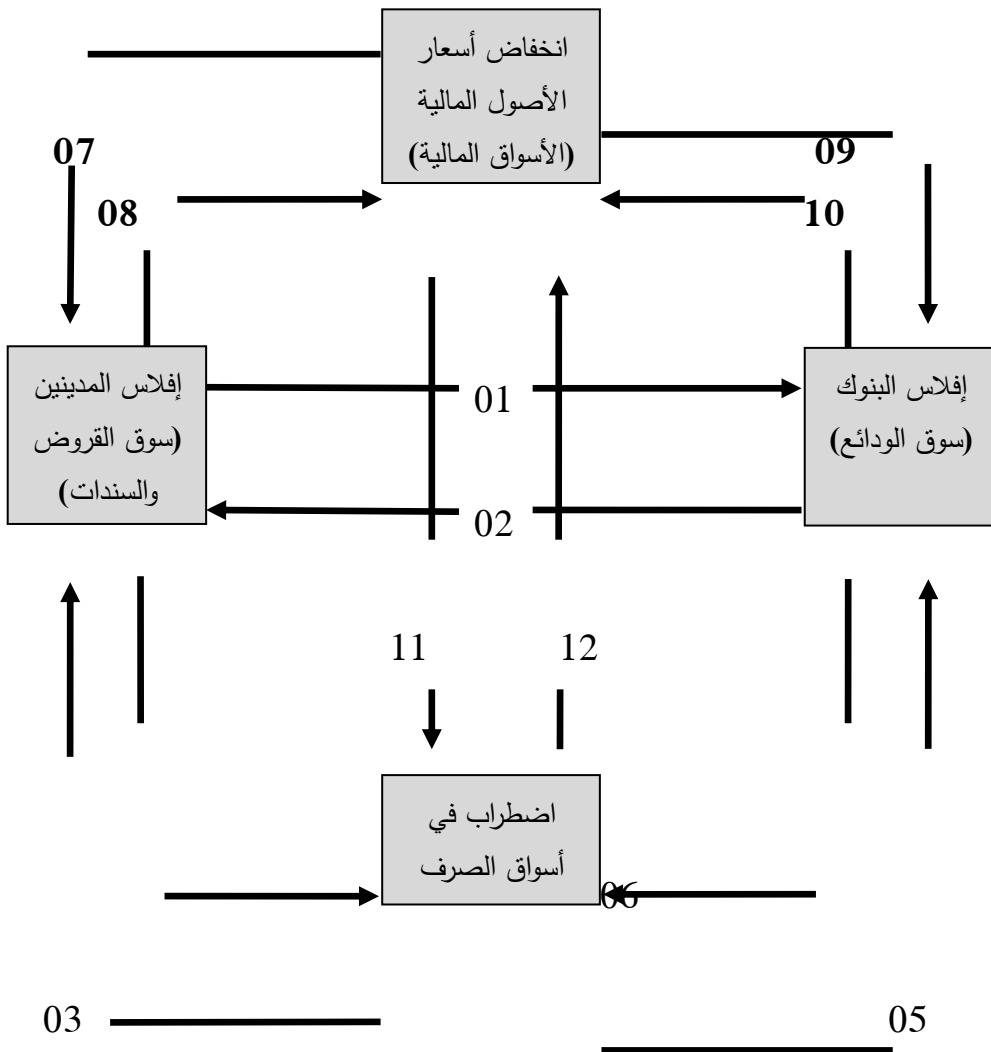 انخفاض أسعار
الأصول المالية
(الأسواق المالية)
07
09
08
10
إفلاس المدينين
(سوق القروض
والسندات)
01
إفلاس البنوك
(سوق الودائع)
02
11
12
اضطراب في
أسواق الصرف
06
03
05